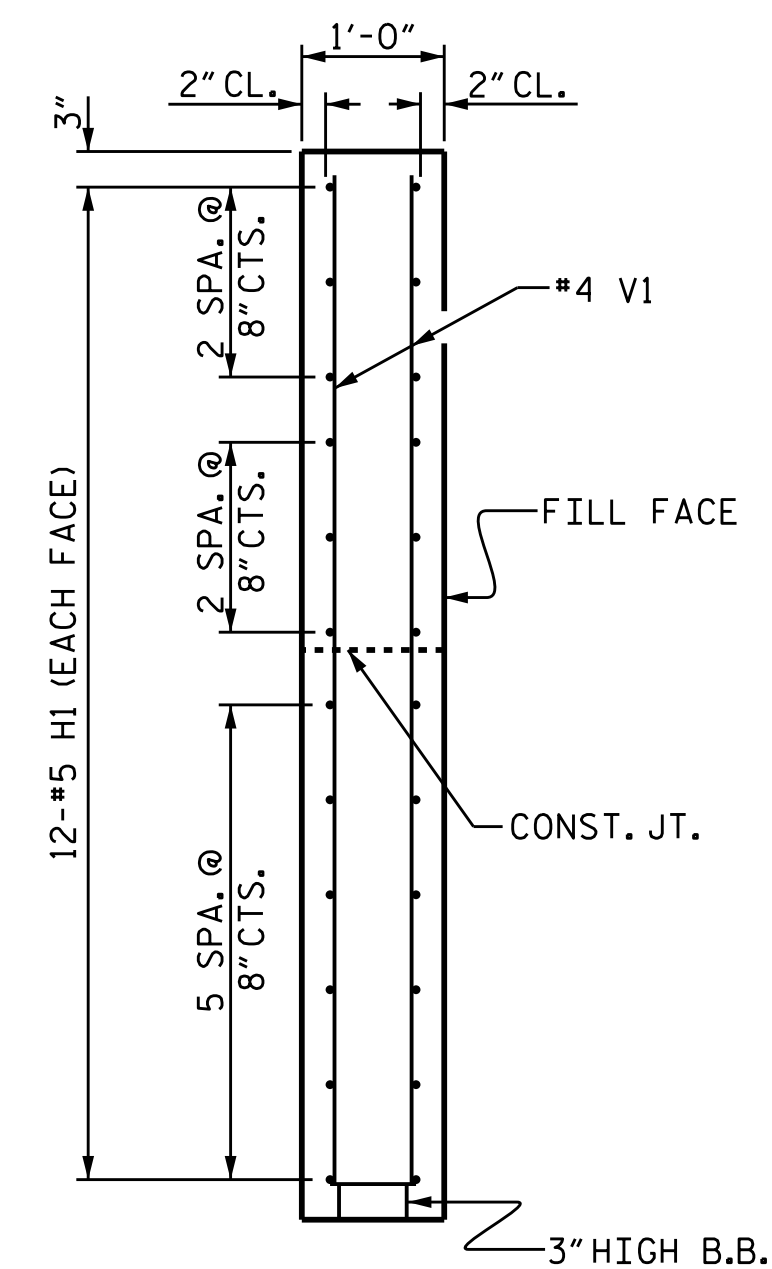 1'-0"
2" CL.
2" CL.
3"
2 SPA. @
8" CTS.
#4 V1
2 SPA. @
8" CTS.
FILL FACE
12-#5 H1 (EACH FACE)
CONST. JT.
5 SPA. @
8" CTS.
3" HIGH B.B.